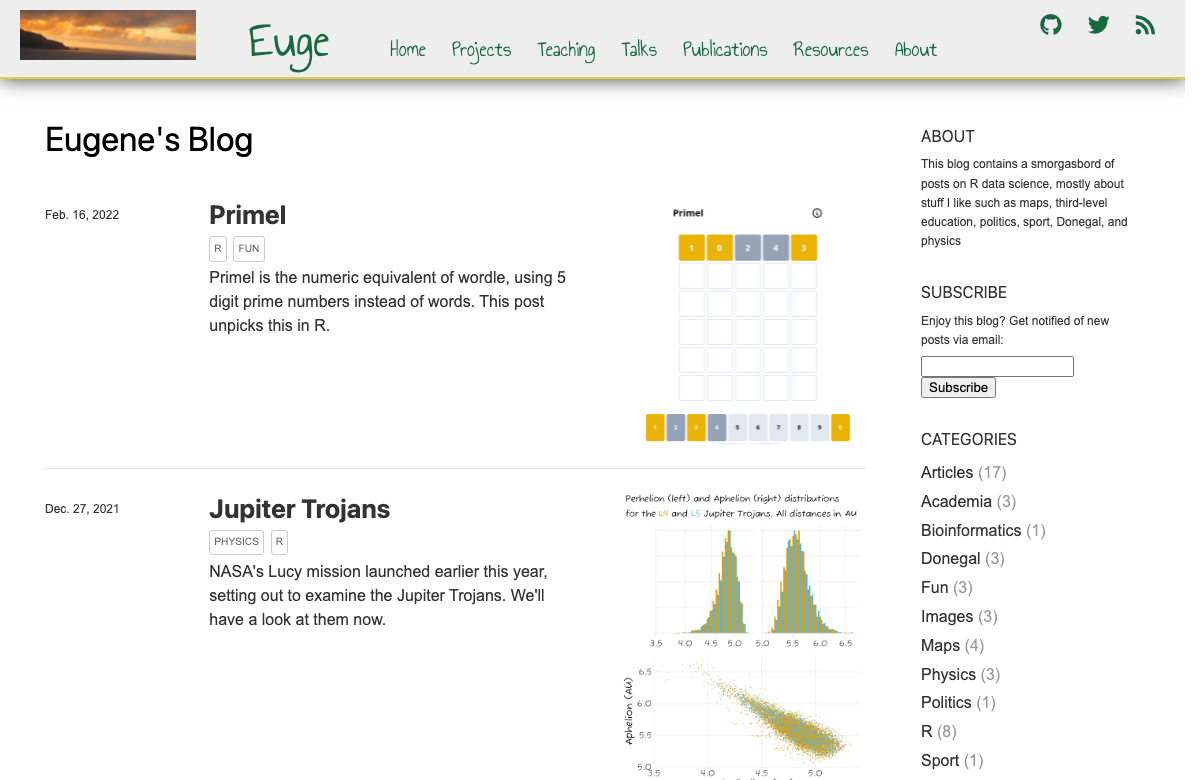 Euge
Home Projects Teaching Talks Publications Resources About
Eugene's Blog
Feb. 16, 2022
Primel
R FUN
Primel is the numeric equivalent of wordle, using 5
digit prime numbers instead of words. This post
unpicks this in R.
Primel
1 0 2 4 3
1 2 3 4 5 6 7 8 9 0
Dec. 27, 2021
Jupiter Trojans
PHYSICS R
NASA's Lucy mission launched earlier this year,
setting out to examine the Jupiter Trojans. We'll
have a look at them now.
Perhelion (left) and Aphelion (right) distributions
for the L4 and L5 Jupiter Trojans. All distances in AU
3.5 4.0 4.5 5.0 5.0 5.5 6.0 6.5
Aphelion (AU)
6.5
6.0
5.5
5.0
3.5 4.0 4.5 5.0
ABOUT
This blog contains a smorgasbord of
posts on R data science, mostly about
stuff I like such as maps, third-level
education, politics, sport, Donegal, and
physics
SUBSCRIBE
Enjoy this blog? Get notified of new
posts via email:
Subscribe
CATEGORIES
Articles (17)
Academia (3)
Bioinformatics (1)
Donegal (3)
Fun (3)
Images (3)
Maps (4)
Physics (3)
Politics (1)
R (8)
Sport (1)